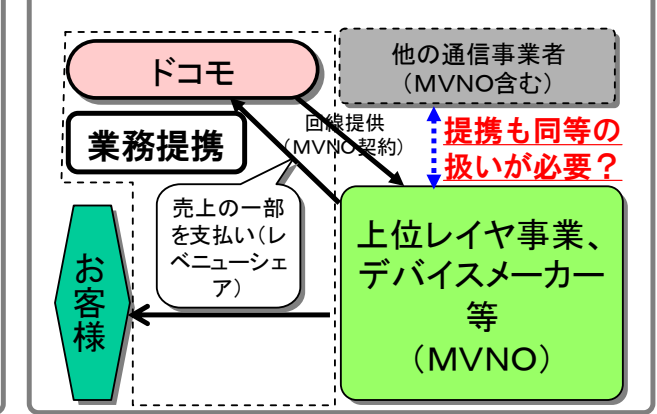 ドコモ
他の通信事業者
（MVNO含む）
回線提供
（MVNO契約）
提携も同等の
扱いが必要？
業務提携
売上の一部
を支払い（レ
ベニューシェ
ア）
お客様
上位レイヤ事業、
デバイスメーカー
等
（MVNO）